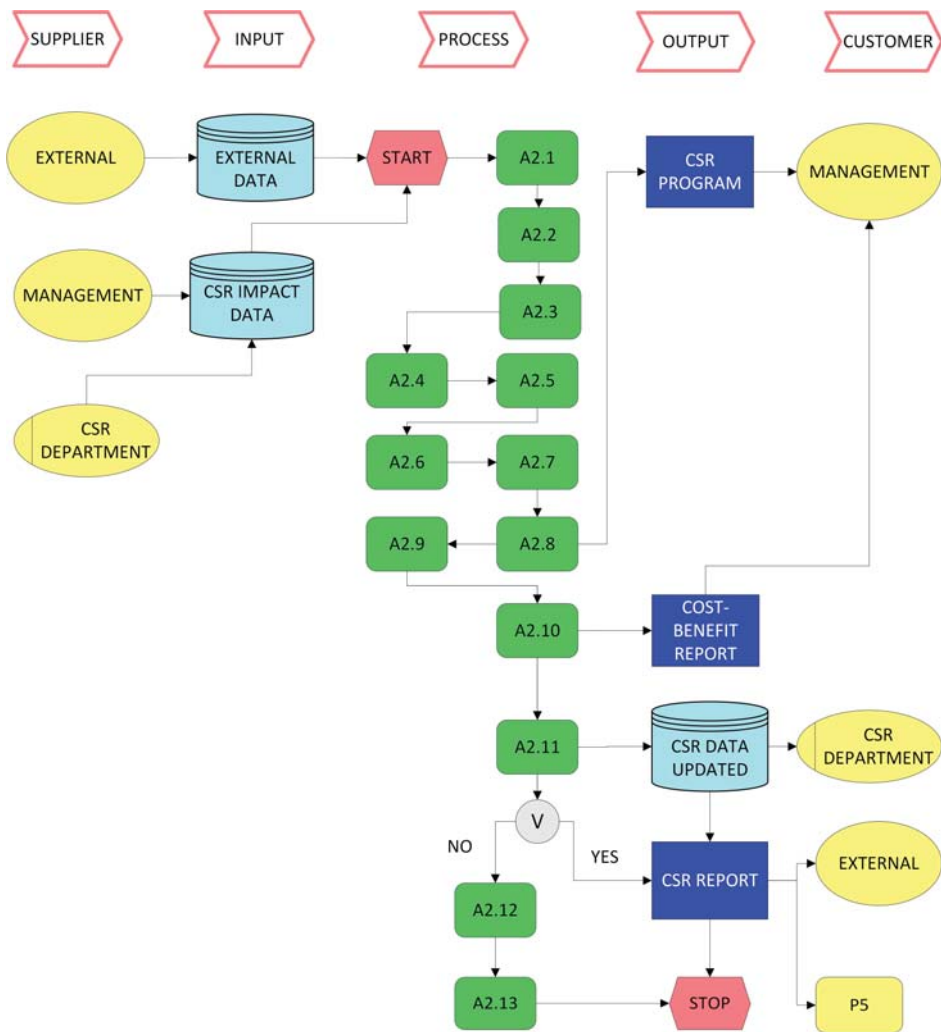 SUPPLIER
INPUT
PROCESS
OUTPUT
CUSTOMER
EXTERNAL
EXTERNAL
DATA
START
A2.1
CSR
PROGRAM
MANAGEMENT
A2.2
MANAGEMENT
CSR IMPACT
DATA
A2.3
A2.4
A2.5
CSR
DEPARTMENT
A2.6
A2.7
A2.9
A2.8
A2.10
COST-
BENEFIT
REPORT
A2.11
CSR DATA
UPDATED
CSR
DEPARTMENT
V
NO
YES
CSR REPORT
EXTERNAL
A2.12
A2.13
STOP
P5